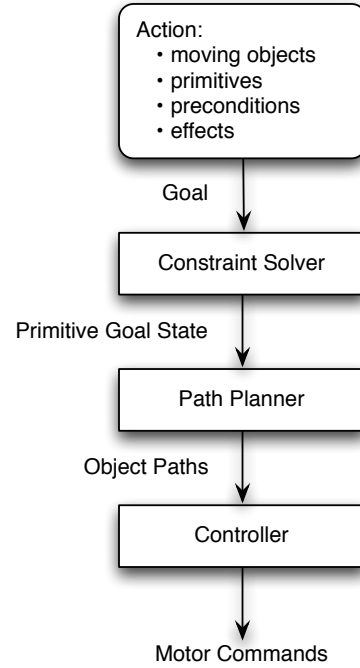 Action:
• moving objects
• primitives
• preconditions
• effects
Goal
Constraint Solver
Primitive Goal State
Path Planner
Object Paths
Controller
Motor Commands